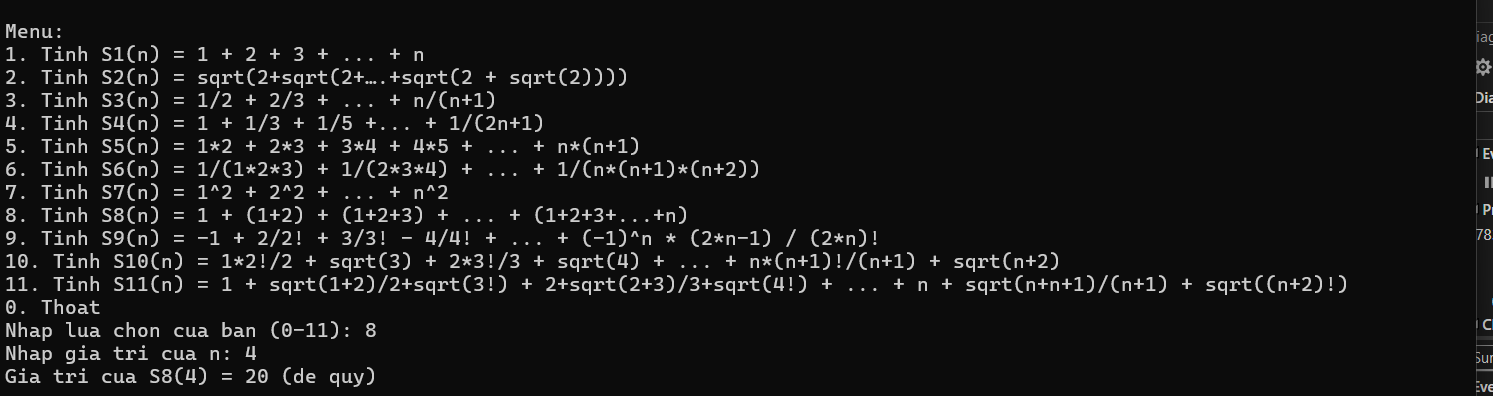 Menu:
1. Tinh S1(n) = 1 + 2 + 3 + ... + n
2. Tinh S2(n) = sqrt(2+sqrt(2+….+sqrt(2 + sqrt(2))))
3. Tinh S3(n) = 1/2 + 2/3 + ... + n/(n+1)
4. Tinh S4(n) = 1 + 1/3 + 1/5 +... + 1/(2n+1)
5. Tinh S5(n) = 1*2 + 2*3 + 3*4 + 4*5 + ... + n*(n+1)
6. Tinh S6(n) = 1/(1*2*3) + 1/(2*3*4) + ... + 1/(n*(n+1)*(n+2))
7. Tinh S7(n) = 1^2 + 2^2 + ... + n^2
8. Tinh S8(n) = 1 + (1+2) + (1+2+3) + ... + (1+2+3+...+n)
9. Tinh S9(n) = -1 + 2/2! + 3/3! - 4/4! + ... + (-1)^n * (2*n-1) / (2*n)!
10. Tinh S10(n) = 1*2!/2 + sqrt(3) + 2*3!/3 + sqrt(4) + ... + n*(n+1)!/(n+1) + sqrt(n+2)
11. Tinh S11(n) = 1 + sqrt(1+2)/2+sqrt(3!) + 2+sqrt(2+3)/3+sqrt(4!) + ... + n + sqrt(n+n+1)/(n+1) + sqrt((n+2)!)
0. Thoat
Nhap lua chon cua ban (0-11): 8
Nhap gia tri cua n: 4
Gia tri cua S8(4) = 20 (de quy)